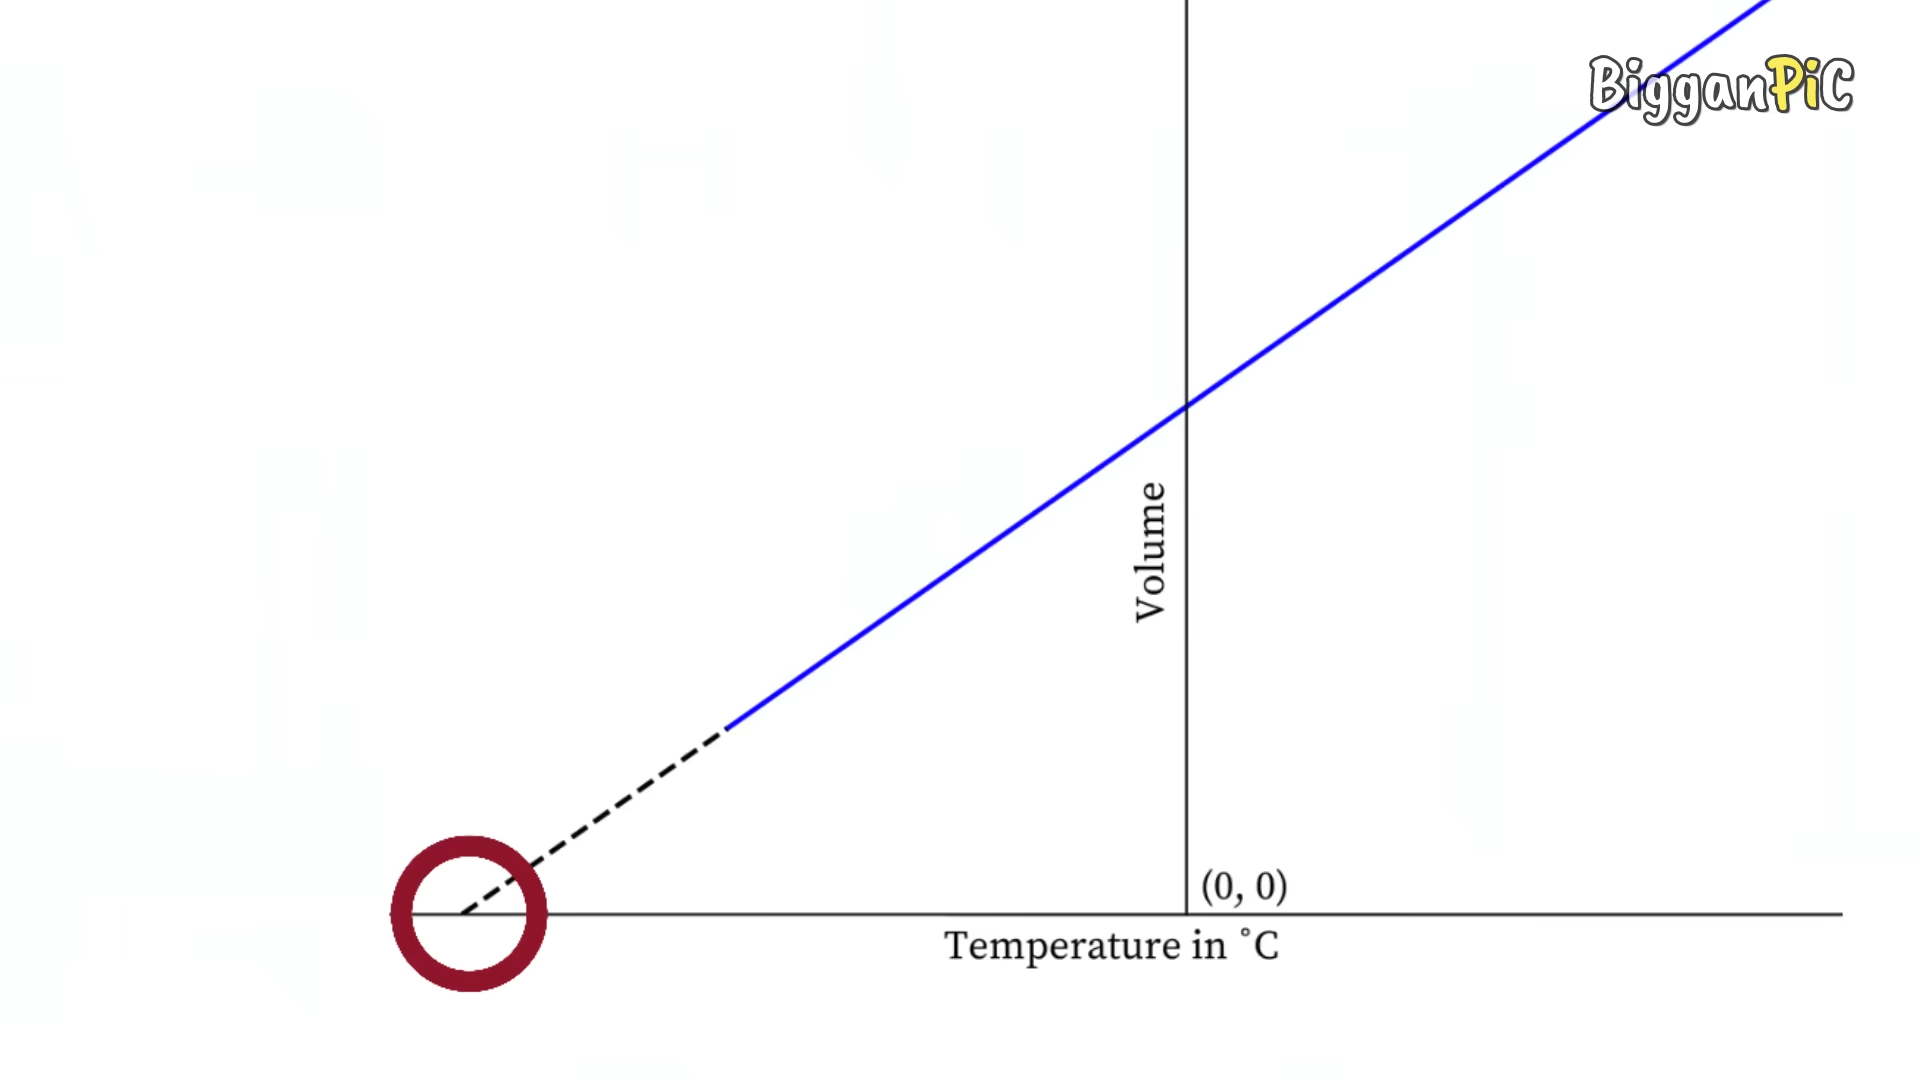 BigganPiC
Volume
(0, 0)
Temperature in ˚C